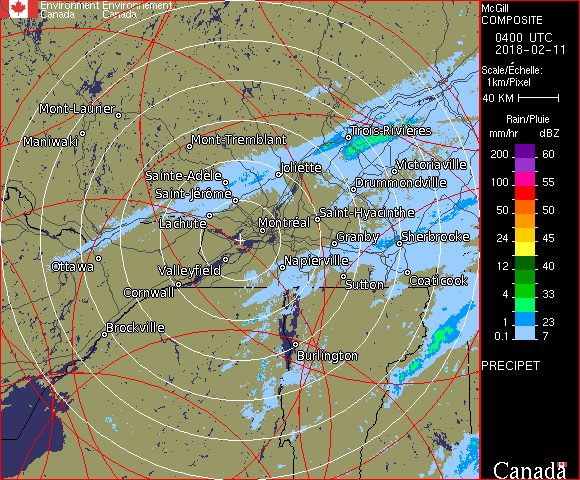 Environment Environnement
Canada Canada
McGill
COMPOSITE
0400 UTC
2018-02-11
Scale/Échelle:
1km/Pixel
40 KM
Rain/Pluie
mm/hr dBZ
200 60
100 55
50 50
24 45
12 40
4 33
1 23
0.1 7
PRECIPET
Canada
Mont-Laurier
Maniwaki
Mont-Tremblant
Trois-Rivières
Joliette
Victoriaville
Sainte-Adèle
Drummondville
Saint-Jérôme
Lachute
Saint-Hyacinthe
Montréal
Granby
Sherbrooke
Ottawa
Valleyfield
Napierville
Cornwall
Sutton
Coaticook
Brockville
Burlington